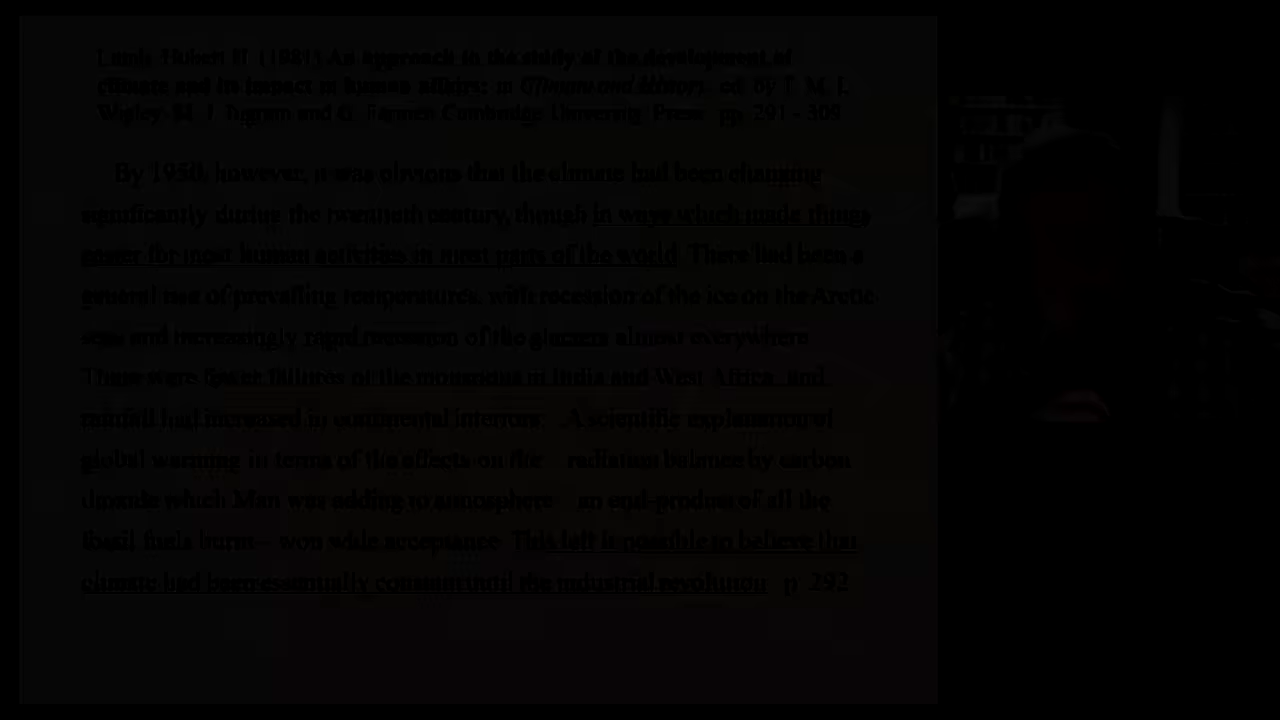 Lamb, Hubert H. (1981) An approach to the study of the development of
climate and its impact in human affairs; in Climate and History, ed. by T. M. L.
Wigley, M. J. Ingram and G. Farmer. Cambridge University Press. pp. 291 - 309
By 1950, however, it was obvious that the climate had been changing
significantly during the twentieth century, though in ways which made things
easier for most human activities in most parts of the world. There had been a
general rise of prevailing temperatures, with recession of the ice on the Arctic
seas and increasingly rapid recession of the glaciers almost everywhere.
There were fewer failures of the monsoons in India and West Africa, and
rainfall had increased in continental interiors. A scientific explanation of
global warming in terms of the effects on the radiation balance by carbon
dioxide which Man was adding to atmosphere an end-product of all the
fossil fuels burnt – won wide acceptance. This left it possible to believe that
climate had been essentially constant until the industrial revolution p. 292